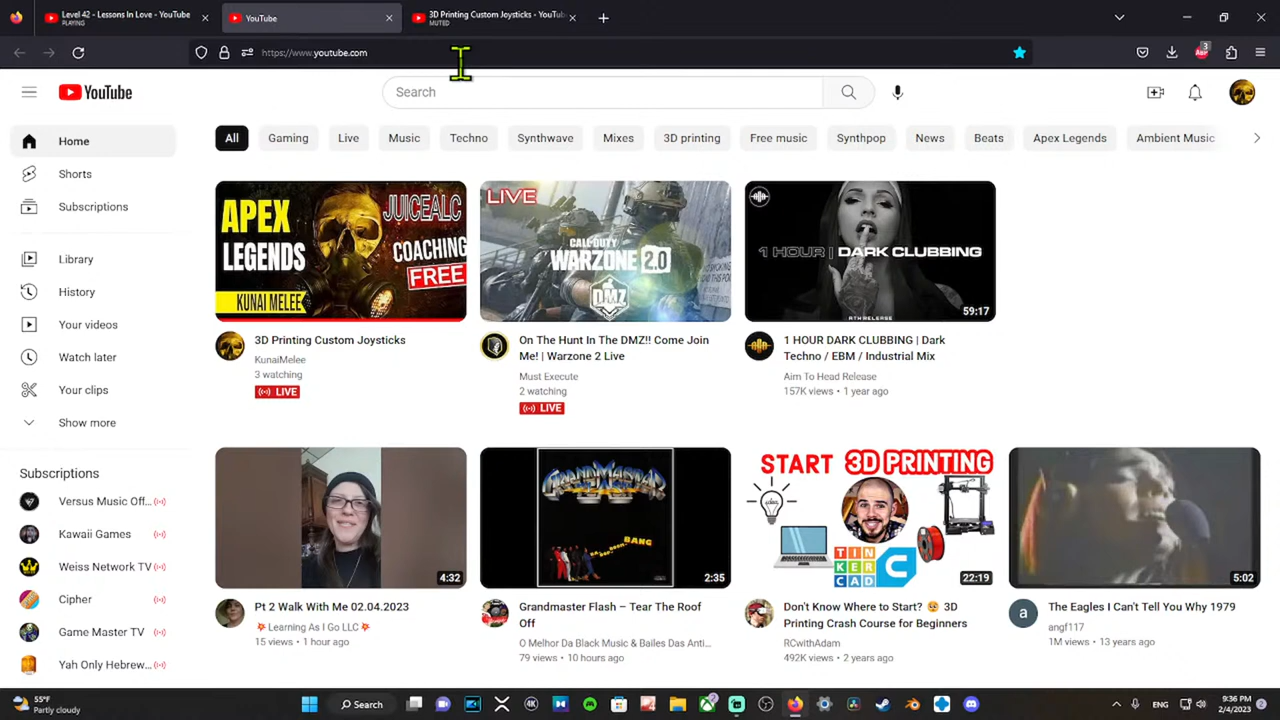 Level 42 - Lessons In Love - YouTube
PLAYING
YouTube
3D Printing Custom Joysticks - YouTub
MUTED
https://www.youtube.com
3
YouTube
Search
Home
Shorts
Subscriptions
Library
History
Your videos
Watch later
Your clips
Show more
Subscriptions
Versus Music Off...
Kawaii Games
Weiss Network TV
Cipher
Game Master TV
Yah Only Hebrew...
All
Gaming
Live
Music
Techno
Synthwave
Mixes
3D printing
Free music
Synthpop
News
Beats
Apex Legends
Ambient Music
APEX
LEGENDS
JUICEALC
COACHING
FREE
KUNAI MELEE
3D Printing Custom Joysticks
KunaiMelee
3 watching
LIVE
LIVE
CALL·DUTY
WARZONE 2.0
DMZ
On The Hunt In The DMZ!! Come Join
Me! | Warzone 2 Live
Must Execute
2 watching
LIVE
1 HOUR | DARK CLUBBING
59:17
1 HOUR DARK CLUBBING | Dark
Techno / EBM / Industrial Mix
Aim To Head Release
157K views • 1 year ago
4:32
Pt 2 Walk With Me 02.04.2023
Learning As I Go LLC
15 views • 1 hour ago
GRANDMASTER
FLASH
BANG
2:35
Grandmaster Flash – Tear The Roof
Off
O Melhor Da Black Music & Bailes Das Anti...
79 views • 10 hours ago
START 3D PRINTING
idea
TIN
KER
CAD
22:19
Don't Know Where to Start? 3D
Printing Crash Course for Beginners
RCwithAdam
492K views • 2 years ago
5:02
a
The Eagles I Can't Tell You Why 1979
angf117
1M views • 13 years ago
55°F
Partly cloudy
Search
9:36 PM
2/4/2023